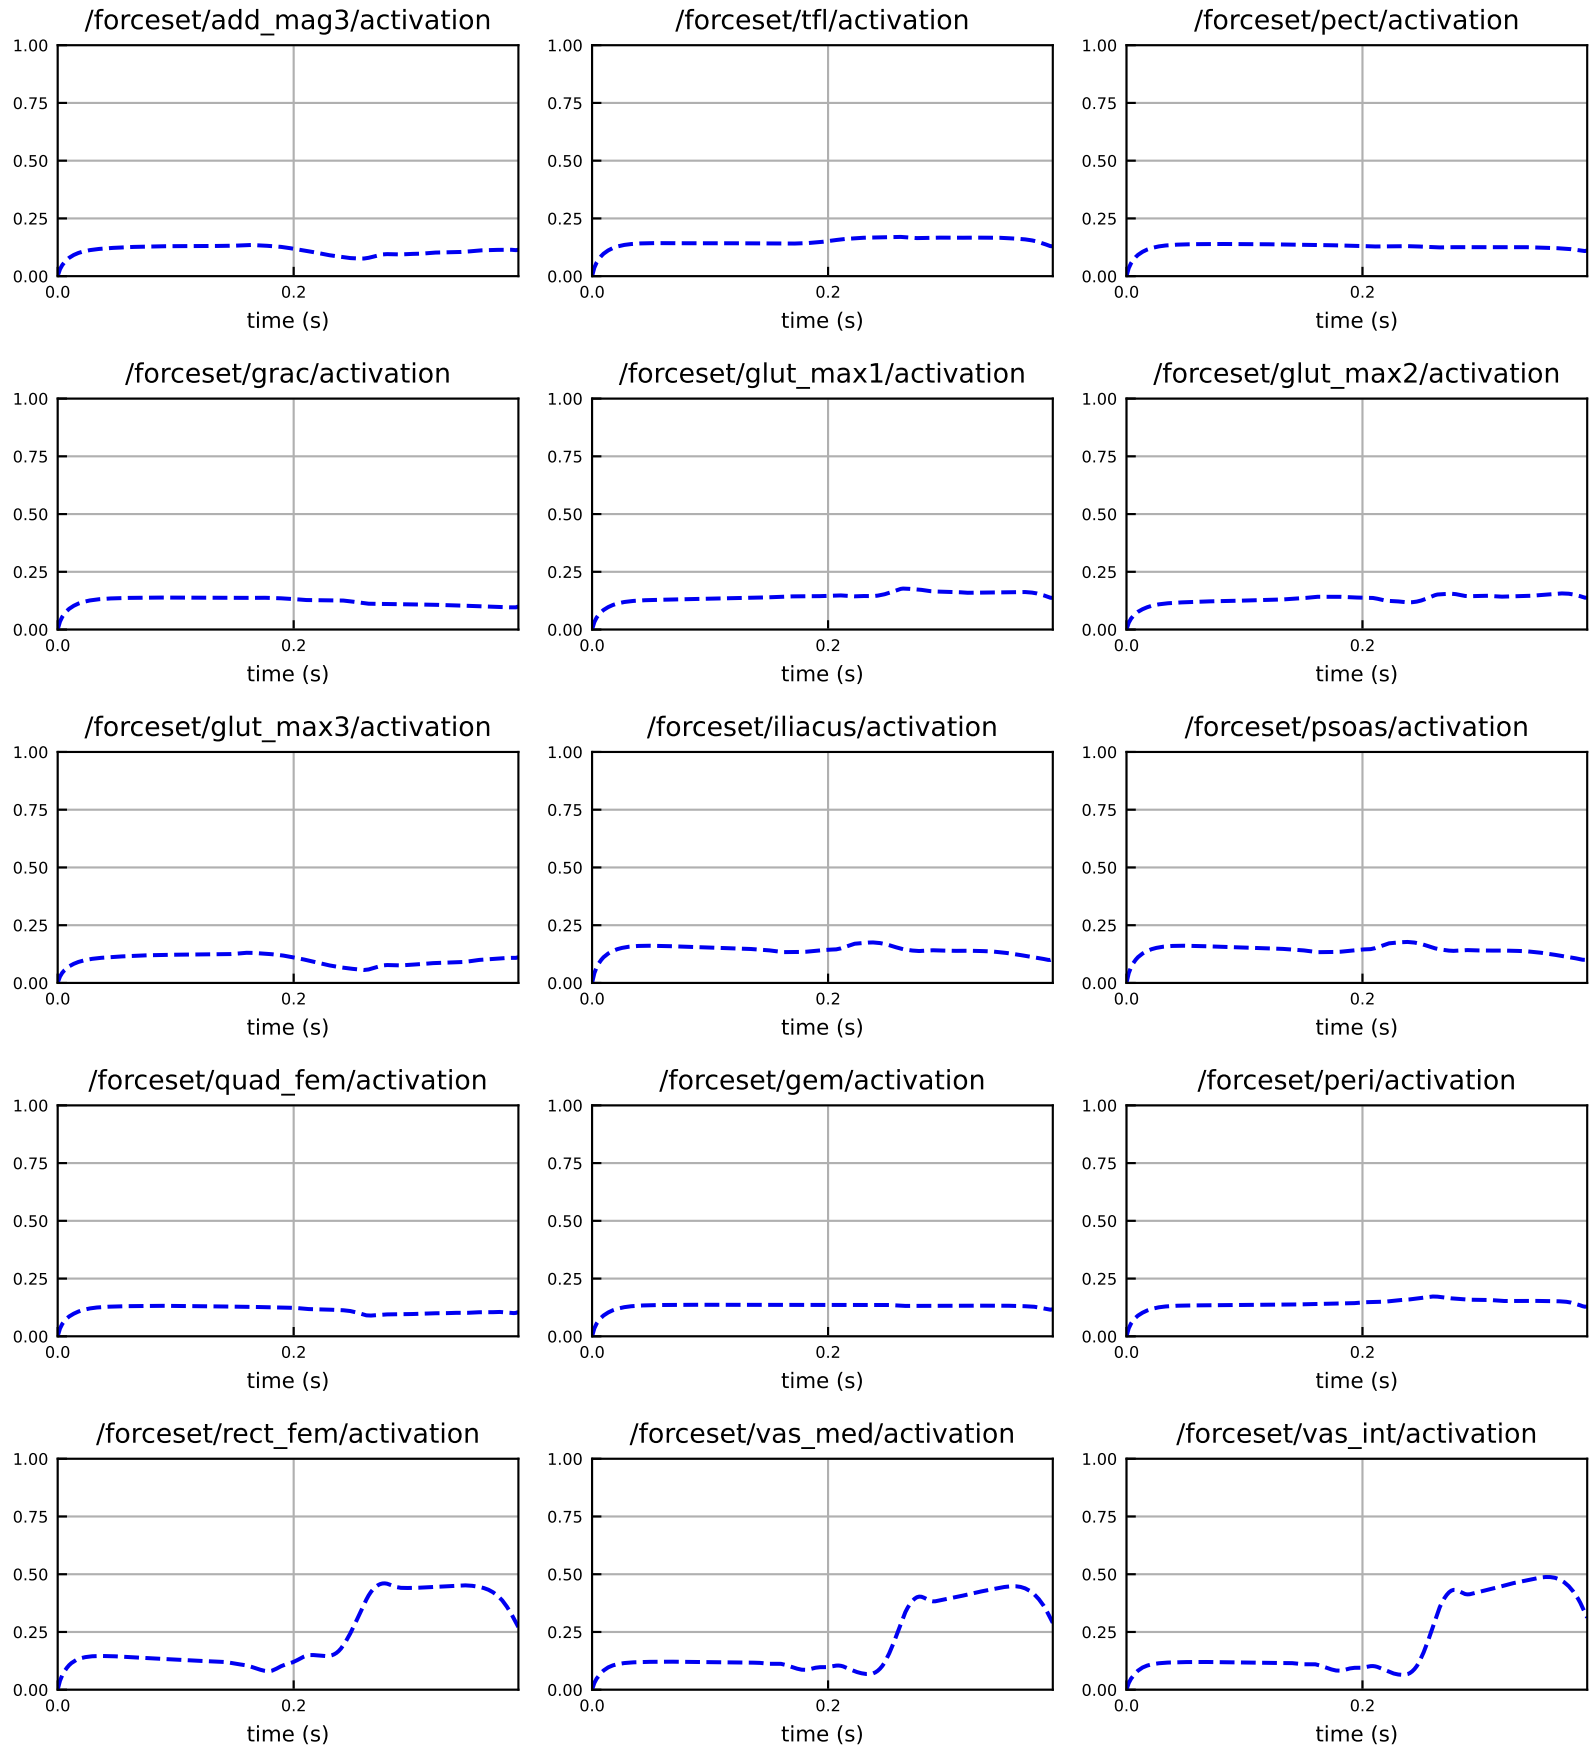 /forceset/add_mag3/activation /forceset/tfl/activation /forceset/pect/activation
1.00 1.00 1.00
0.75 0.75 0.75
0.50 0.50 0.50
0.25 0.25 0.25
0.00 0.00 0.00
0.0 0.2 0.0 0.2 0.0 0.2
time (s) time (s) time (s)
/forceset/grac/activation /forceset/glut_max1/activation /forceset/glut_max2/activation
1.00 1.00 1.00
0.75 0.75 0.75
0.50 0.50 0.50
0.25 0.25 0.25
0.00 0.00 0.00
0.0 0.2 0.0 0.2 0.0 0.2
time (s) time (s) time (s)
/forceset/glut_max3/activation /forceset/iliacus/activation /forceset/psoas/activation
1.00 1.00 1.00
0.75 0.75 0.75
0.50 0.50 0.50
0.25 0.25 0.25
0.00 0.00 0.00
0.0 0.2 0.0 0.2 0.0 0.2
time (s) time (s) time (s)
/forceset/quad_fem/activation /forceset/gem/activation /forceset/peri/activation
1.00 1.00 1.00
0.75 0.75 0.75
0.50 0.50 0.50
0.25 0.25 0.25
0.00 0.00 0.00
0.0 0.2 0.0 0.2 0.0 0.2
time (s) time (s) time (s)
/forceset/rect_fem/activation /forceset/vas_med/activation /forceset/vas_int/activation
1.00 1.00 1.00
0.75 0.75 0.75
0.50 0.50 0.50
0.25 0.25 0.25
0.00 0.00 0.00
0.0 0.2 0.0 0.2 0.0 0.2
time (s) time (s) time (s)